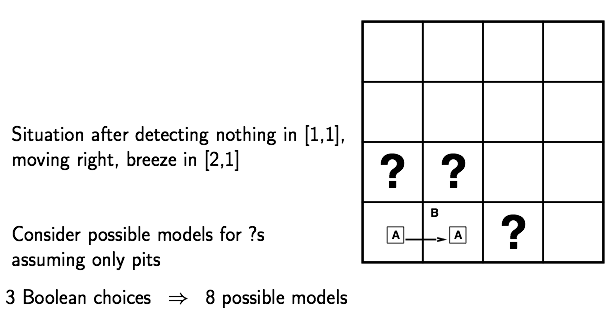 Situation after detecting nothing in [1,1],
moving right, breeze in [2,1]
Consider possible models for ?s
assuming only pits
3 Boolean choices ⇒ 8 possible models
? ?
B
A A ?